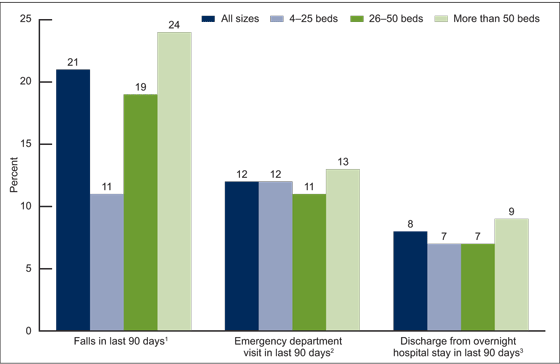 25
All sizes
4–25 beds
26–50 beds
More than 50 beds
24
21
20
19
15
Percent
13
12
12
11
11
10
9
8
7
7
5
0
Falls in last 90 days¹
Emergency department
visit in last 90 days²
Discharge from overnight
hospital stay in last 90 days³